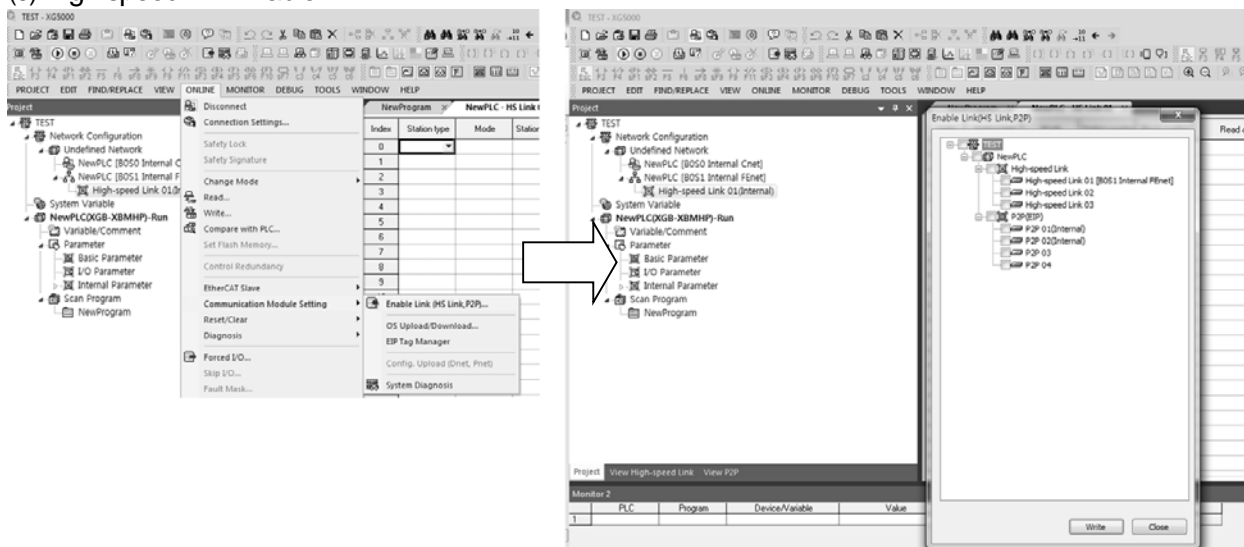 TEST - XG5000
PROJECT EDIT FIND/REPLACE VIEW ONLINE MONITOR DEBUG TOOLS WINDOW HELP
Project
TEST
Network Configuration
Undefined Network
NewPLC [B0S0 Internal C
NewPLC [B0S1 Internal F
High-speed Link 01(Ir
System Variable
NewPLC(XGB-XBMHP)-Run
Variable/Comment
Parameter
Basic Parameter
I/O Parameter
Internal Parameter
Scan Program
NewProgram
Disconnect
Connection Settings...
Safety Lock
Safety Signature
Change Mode
Read...
Write...
Compare with PLC...
Set Flash Memory...
Control Redundancy
EtherCAT Slave
Communication Module Setting
Reset/Clear
Diagnosis
Forced I/O...
Skip I/O...
Fault Mask...
Enable Link (HS Link,P2P)...
OS Upload/Download...
EIP Tag Manager
Config. Upload (Dnet, Pnet)
System Diagnosis
NewProgram
NewPLC - HS Link
Index Station type Mode Station
0
1
2
3
4
5
6
7
8
9
TEST - XG5000
PROJECT EDIT FIND/REPLACE VIEW ONLINE MONITOR DEBUG TOOLS WINDOW HELP
Project
TEST
Network Configuration
Undefined Network
NewPLC [B0S0 Internal Cnet]
NewPLC [B0S1 Internal FEnet]
High-speed Link 01(Internal)
System Variable
NewPLC(XGB-XBMHP)-Run
Variable/Comment
Parameter
Basic Parameter
I/O Parameter
Internal Parameter
Scan Program
NewProgram
Project View High-speed Link View P2P
Monitor 2
PLC Program Device/Variable Value
1
Enable Link(HS Link,P2P)
TEST
NewPLC
High-speed Link
High-speed Link 01 [B0S1 Internal FEnet]
High-speed Link 02
High-speed Link 03
P2P(EIP)
P2P 01(Internal)
P2P 02(Internal)
P2P 03
P2P 04
Write Close
Read